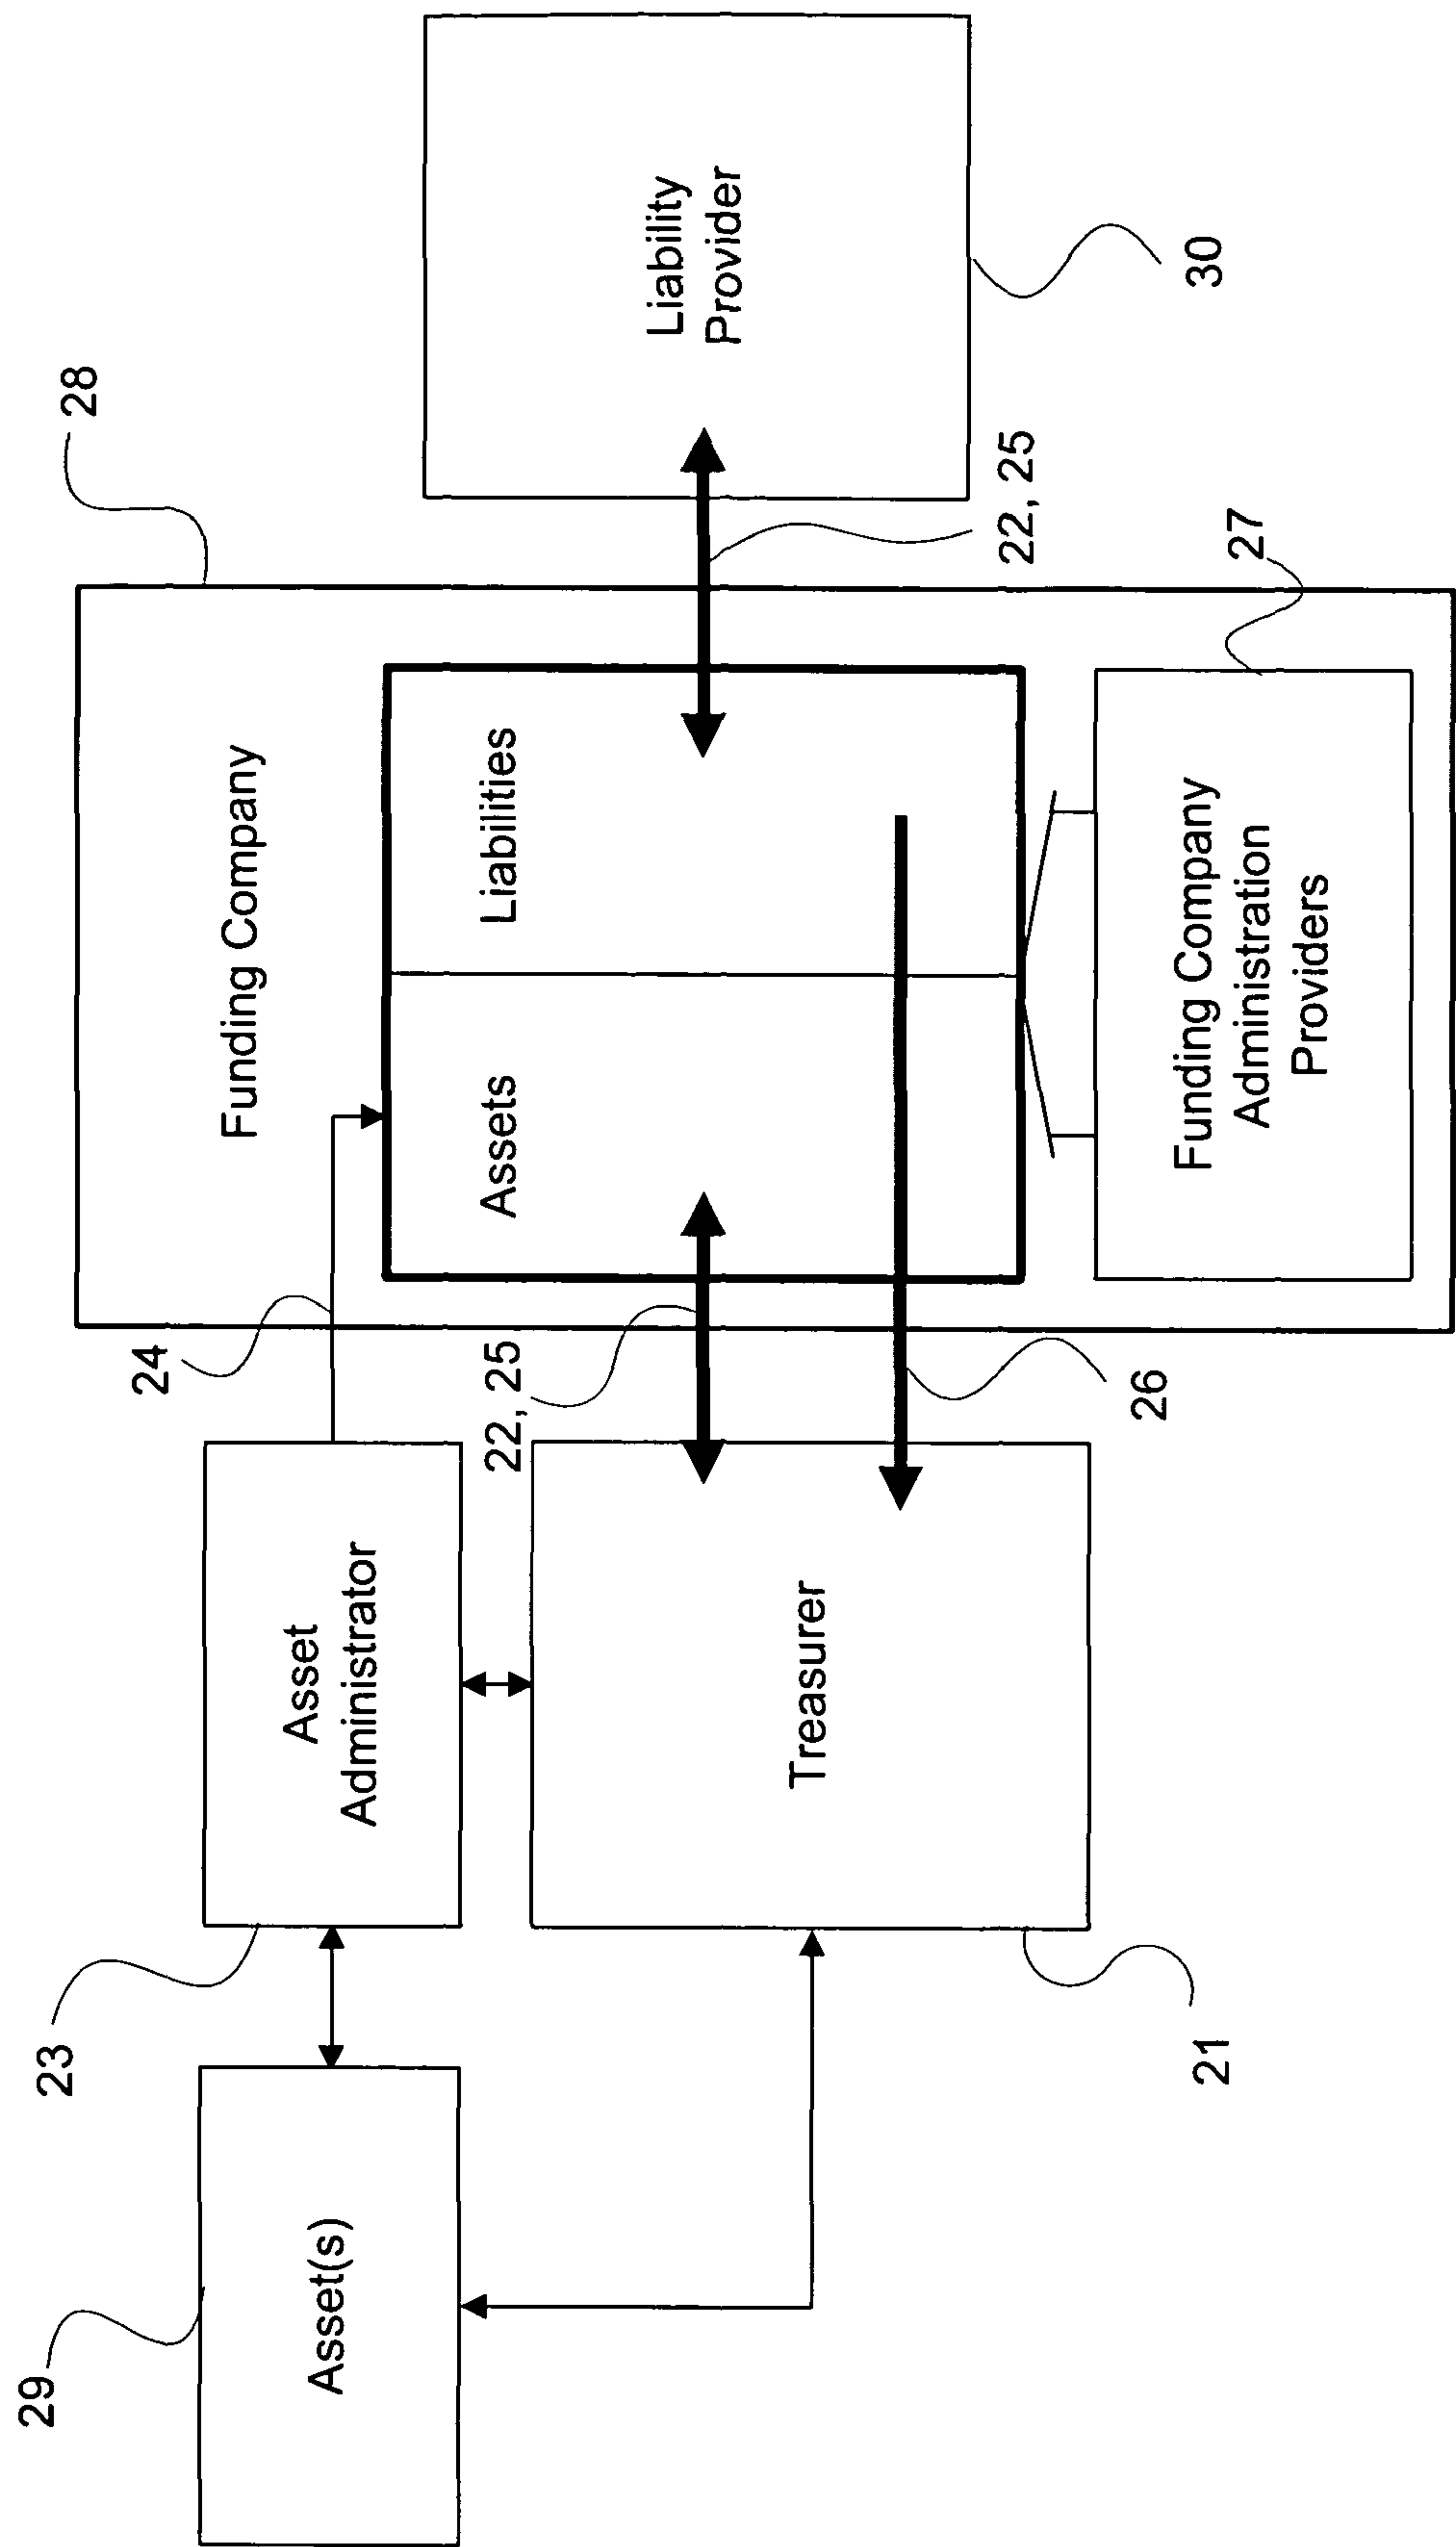 28
Funding Company
24
23
29
Asset
Administrator
Asset(s)
Assets
Liabilities
Liability
Provider
22, 25
22, 25
Treasurer
26
30
21
27
Funding Company
Administration
Providers